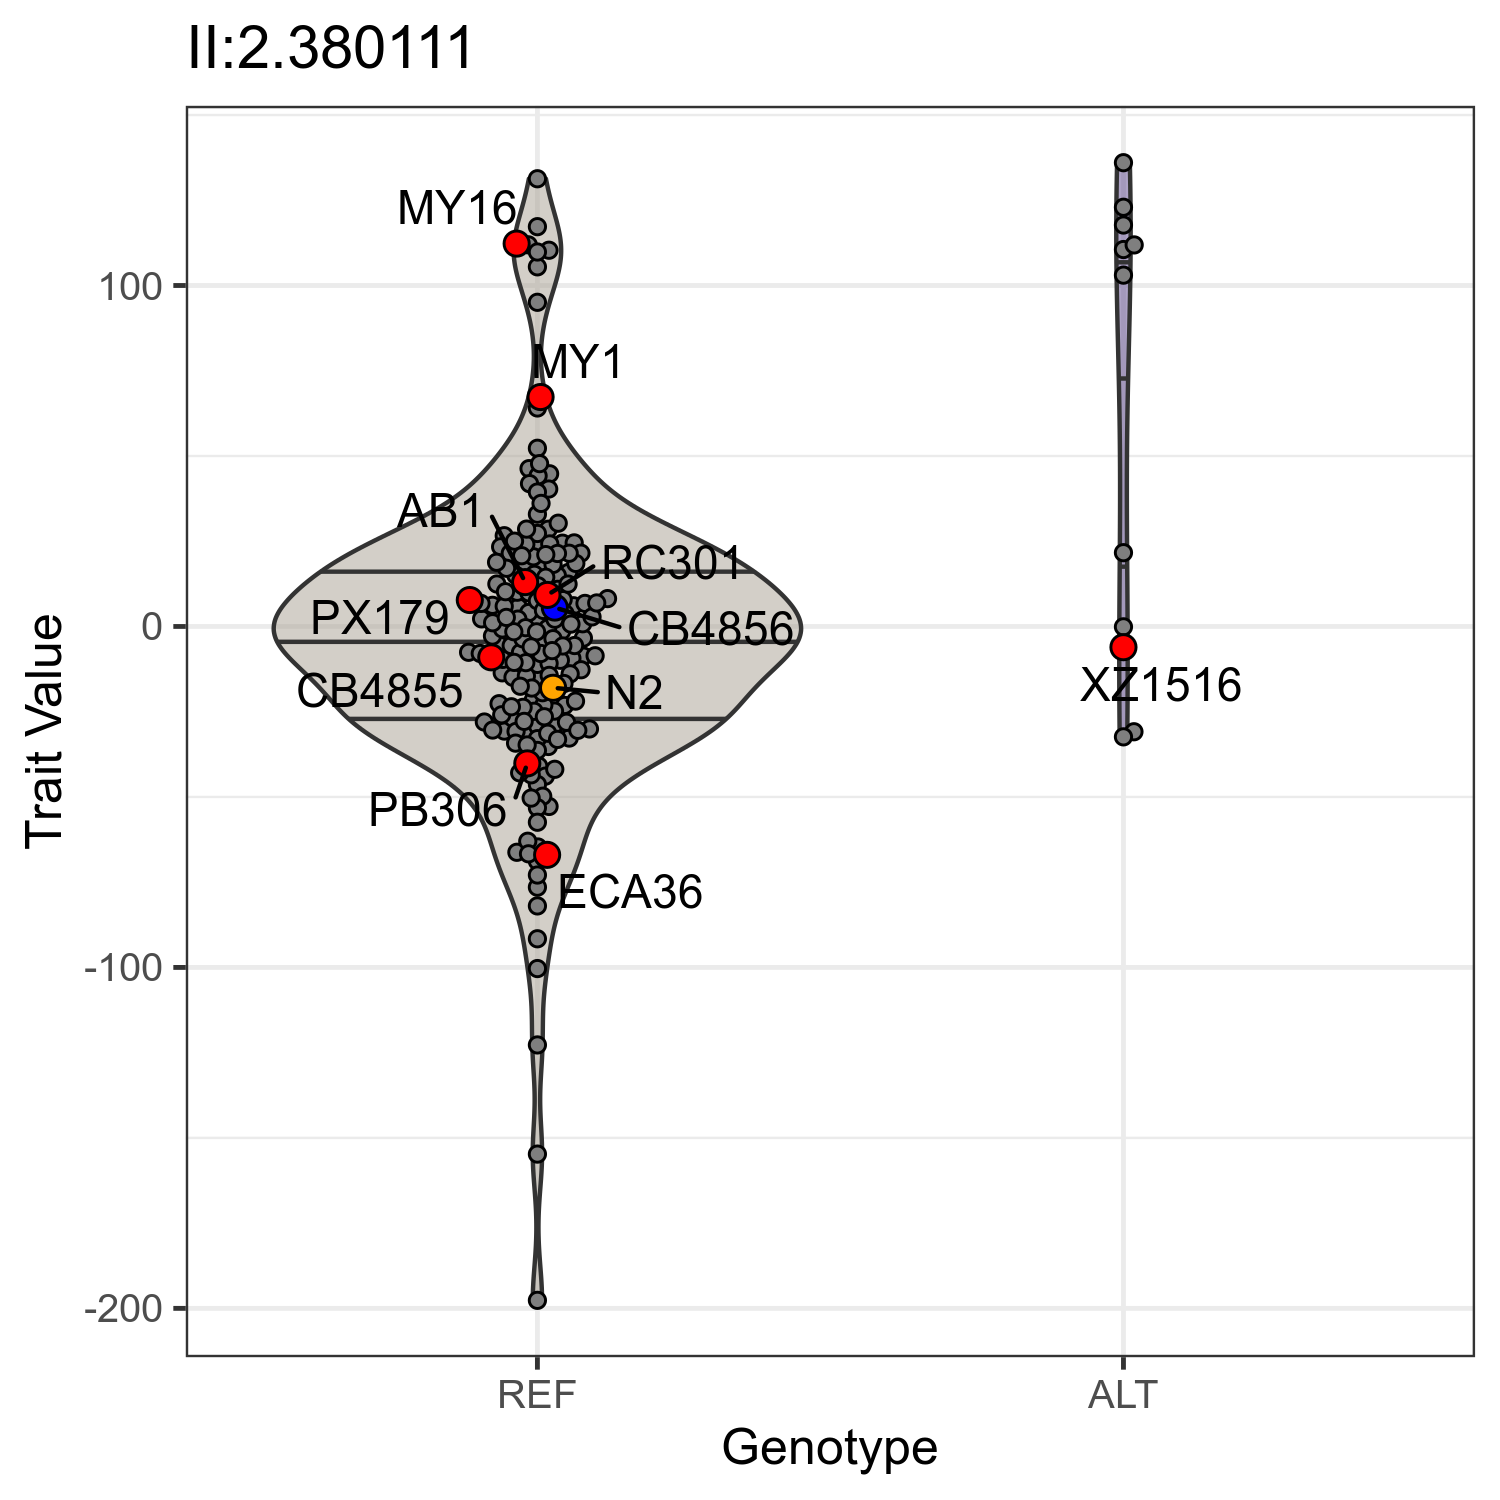 II:2.380111
MY16
100
MY1
AB1
RC301
PX179
0
CB4856
XZ1516
CB4855
N2
PB306
ECA36
-100
-200
Trait Value
REF
ALT
Genotype